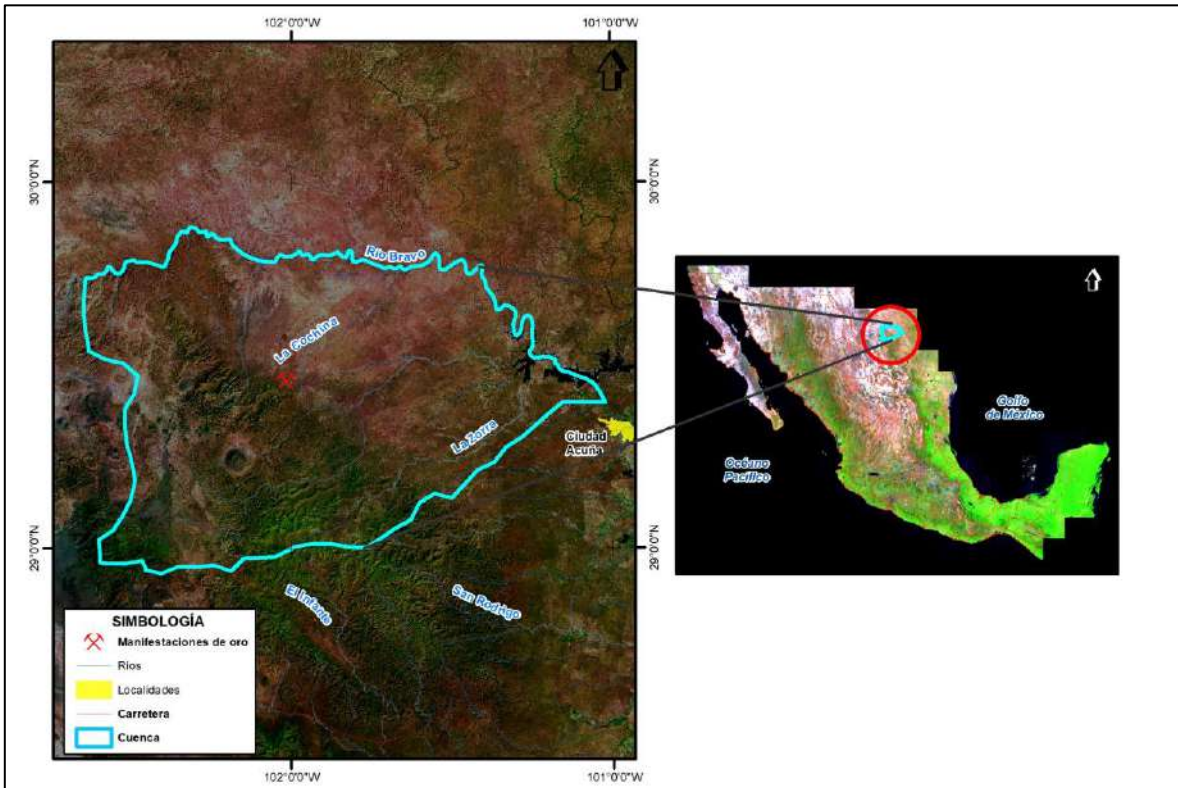 102°0'0"W
101°0'0"W
30°0'0"N
30°0'0"N
Río Bravo
La Cochina
La Zorra
Ciudad
Acuña
29°0'0"N
29°0'0"N
El Infante
San Rodrigo
SIMBOLOGÍA
Manifestaciones de oro
Ríos
Localidades
Carretera
Cuenca
102°0'0"W
101°0'0"W
Golfo
de México
Océano
Pacífico